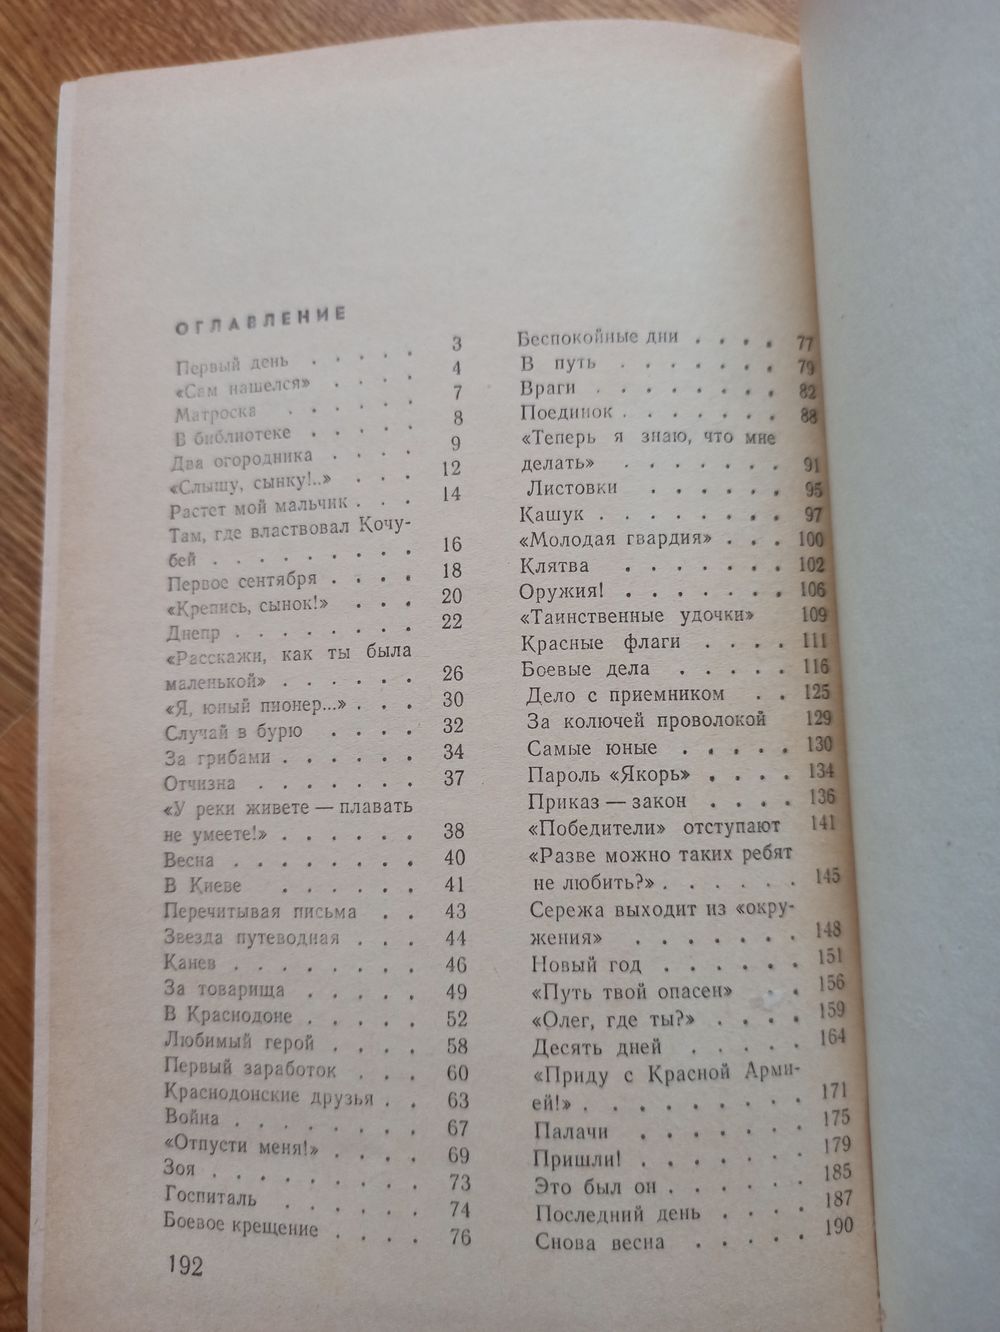 ОГЛАВЛЕНИЕ
Первый день . . . . . 3
«Сам нашелся» . . . . 4
Матроска . . . . . 7
В библиотеке . . . . 8
Два огородника . . . . 9
«Слышу, сынку!..» . . . 12
Растет мой мальчик . . . 14
Там, где властвовал Кочу-
бей . . . . . . . . 16
Первое сентября . . . . 18
«Крепись, сынок!» . . . 20
Днепр . . . . . . . 22
«Расскажи, как ты была
маленькой» . . . . . . 26
«Я, юный пионер...» . . . 30
Случай в бурю . . . . 32
За грибами . . . . . . 34
Отчизна . . . . . . . 37
«У реки живете — плавать
не умеете!» . . . . . . 38
Весна . . . . . . . . 40
В Киеве . . . . . . 41
Перечитывая письма . . 43
Звезда путеводная . . . 44
Канев . . . . . . . . 46
За товарища . . . . . 49
В Краснодоне . . . . . 52
Любимый герой . . . . 58
Первый заработок . . . 60
Краснодонские друзья . . 63
Война . . . . . . . . 67
«Отпусти меня!» . . . . 69
Зоя . . . . . . . . . 73
Госпиталь . . . . . . 74
Боевое крещение . . . . 76
192
Беспокойные дни . . . . 77
В путь . . . . . . . 79
Враги . . . . . . . . 82
Поединок . . . . . . . 88
«Теперь я знаю, что мне
делать» . . . . . . . 91
Листовки . . . . . . 95
Кашук . . . . . . . . 97
«Молодая гвардия» . . . 100
Клятва . . . . . . . 102
Оружия! . . . . . . . 106
«Таинственные удочки» 109
Красные флаги . . . . 111
Боевые дела . . . . . 116
Дело с приемником . . 125
За колючей проволокой 129
Самые юные . . . . . 130
Пароль «Якорь» . . . . 134
Приказ — закон . . . . 136
«Победители» отступают 141
«Разве можно таких ребят
не любить?» . . . . . . 145
Сережа выходит из «окру-
жения» . . . . . . . 148
Новый год . . . . . . 151
«Путь твой опасен» . . 156
«Олег, где ты?» . . . . 159
Десять дней . . . . . 164
«Приду с Красной Арми-
ей!» . . . . . . . . . 171
Палачи . . . . . . . 175
Пришли! . . . . . . . 179
Это был он . . . . . . 185
Последний день . . . . 187
Снова весна . . . . . 190